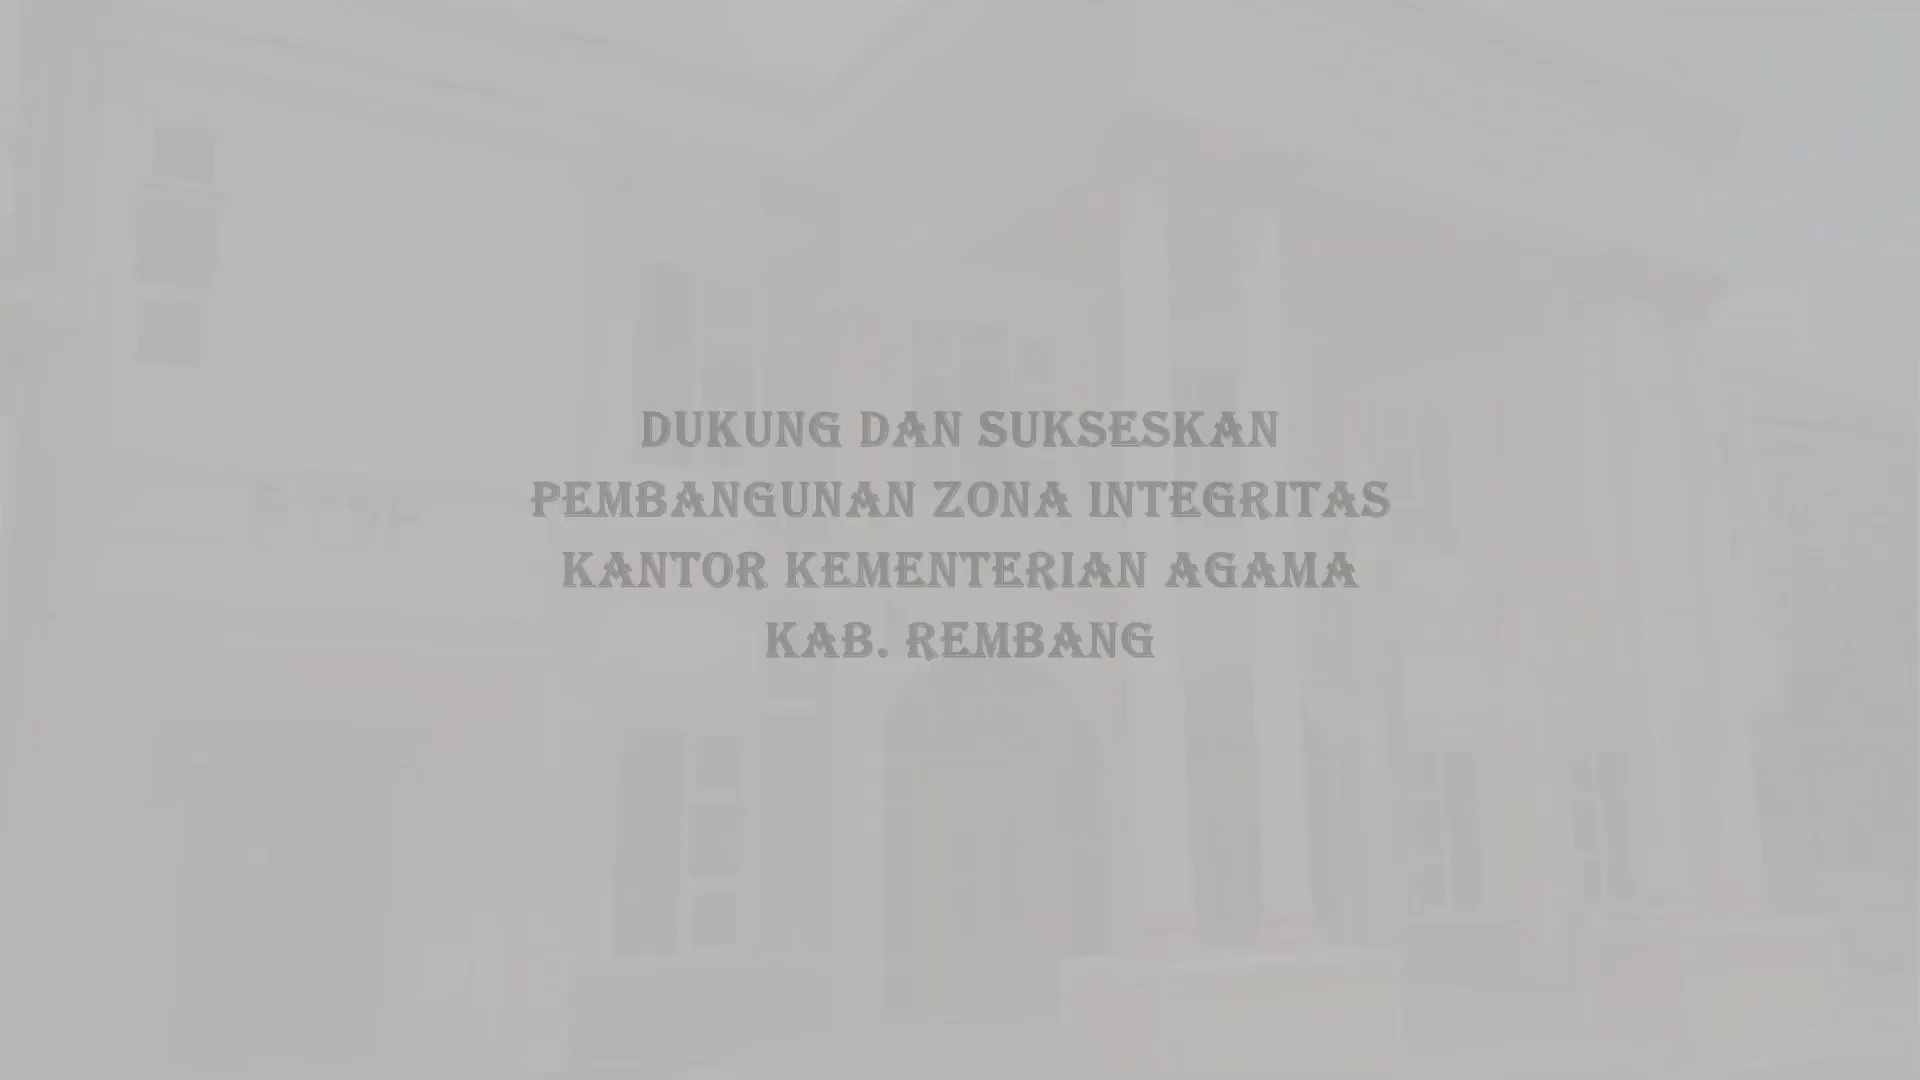 DUKUNG DAN SUKSESKAN
PEMBANGUNAN ZONA INTEGRITAS
KANTOR KEMENTERIAN AGAMA
KAB. REMBANG